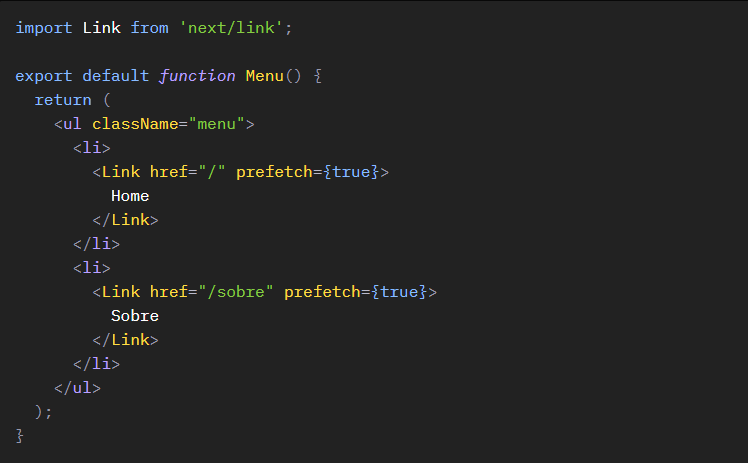 import Link from 'next/link';

export default function Menu() {
  return (
    <ul className="menu">
      <li>
        <Link href="/" prefetch={true}>
          Home
        </Link>
      </li>
      <li>
        <Link href="/sobre" prefetch={true}>
          Sobre
        </Link>
      </li>
    </ul>
  );
}